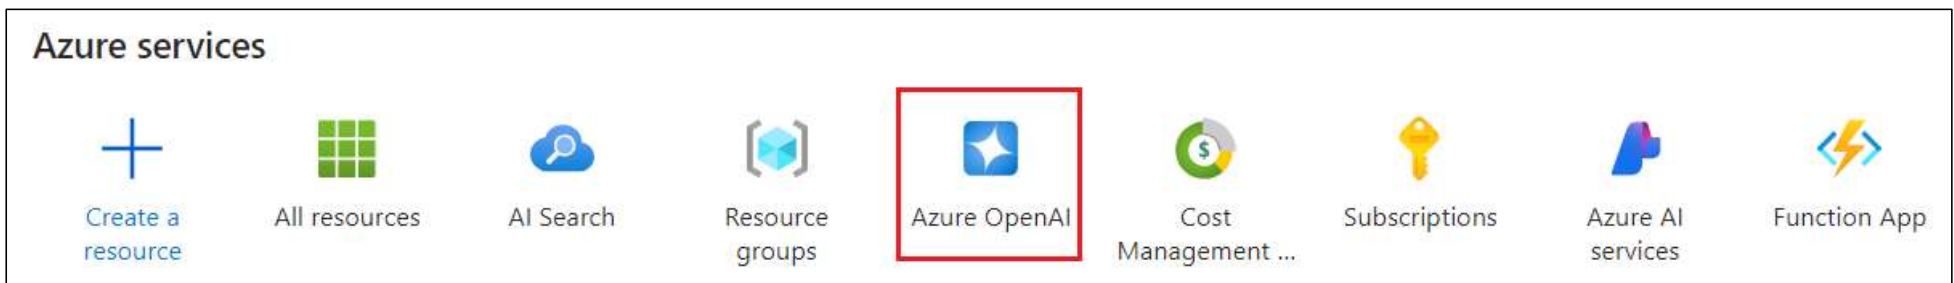 Azure services
Create a
resource
All resources
AI Search
Resource
groups
Azure OpenAI
Cost
Management ...
Subscriptions
Azure AI
services
Function App